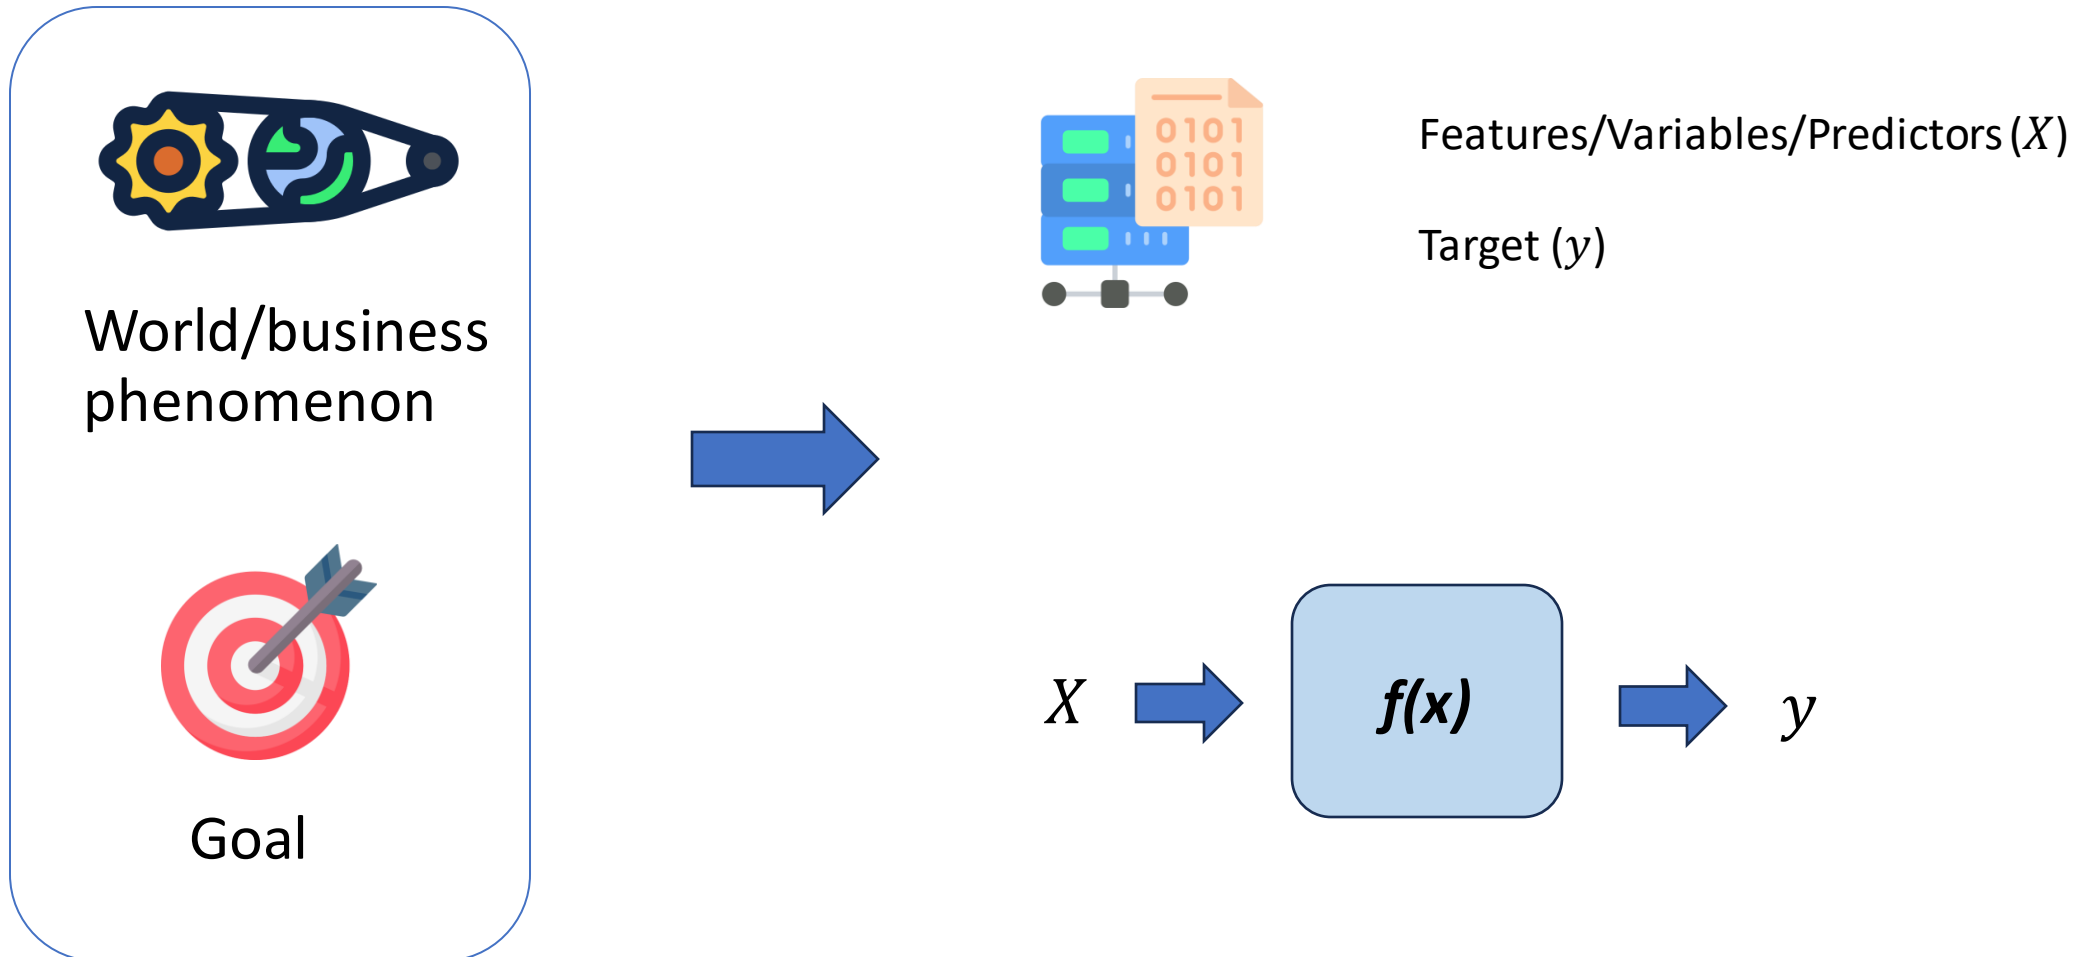 World/business
phenomenon
Goal
0101
0101
0101
Features/Variables/Predictors (X)
Target (y)
X
f(x)
y